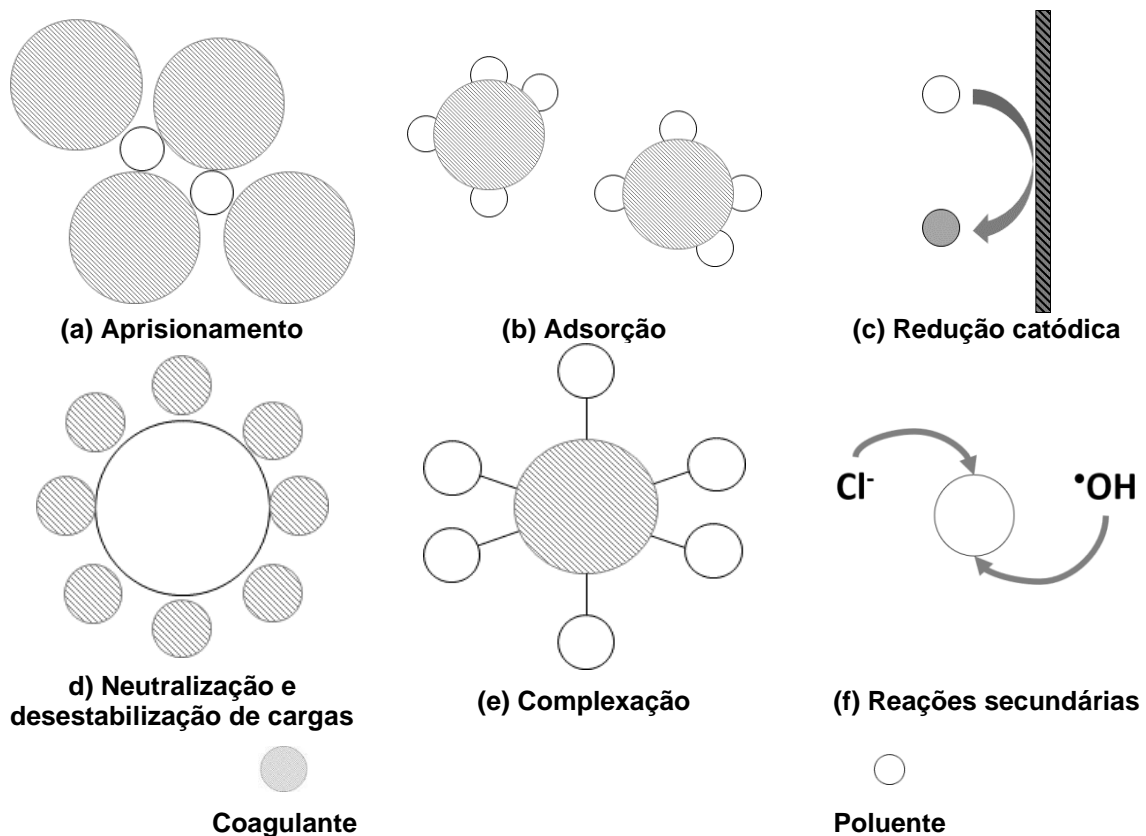 (a) Aprisionamento
(b) Adsorção
(c) Redução catódica
Cl-
•OH
d) Neutralização e
desestabilização de cargas
(e) Complexação
(f) Reações secundárias
Coagulante
Poluente